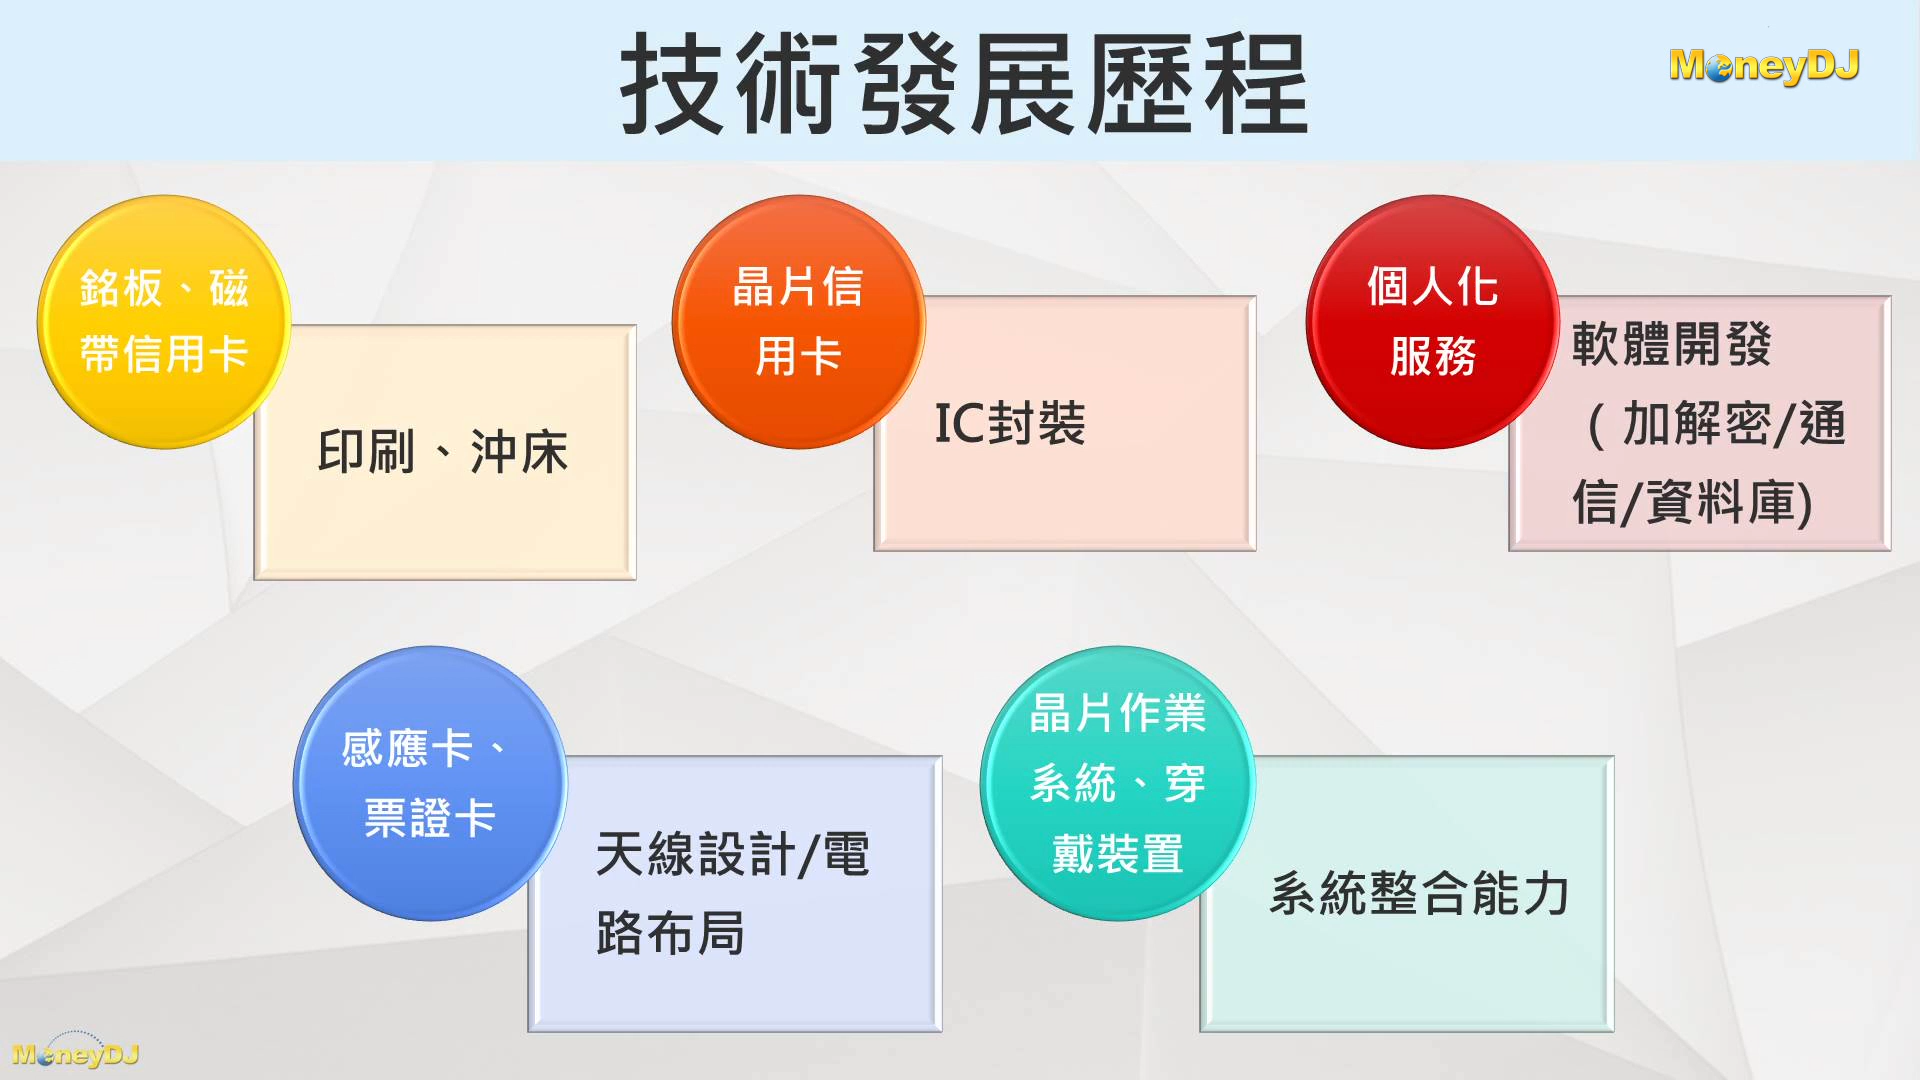 技術發展歷程
MoneyDJ
銘板、磁
帶信用卡
印刷、沖床
晶片信
用卡
IC封裝
個人化
服務
軟體開發
（加解密/通
信/資料庫)
感應卡、
票證卡
天線設計/電
路布局
晶片作業
系統、穿
戴裝置
系統整合能力
MoneyDJ